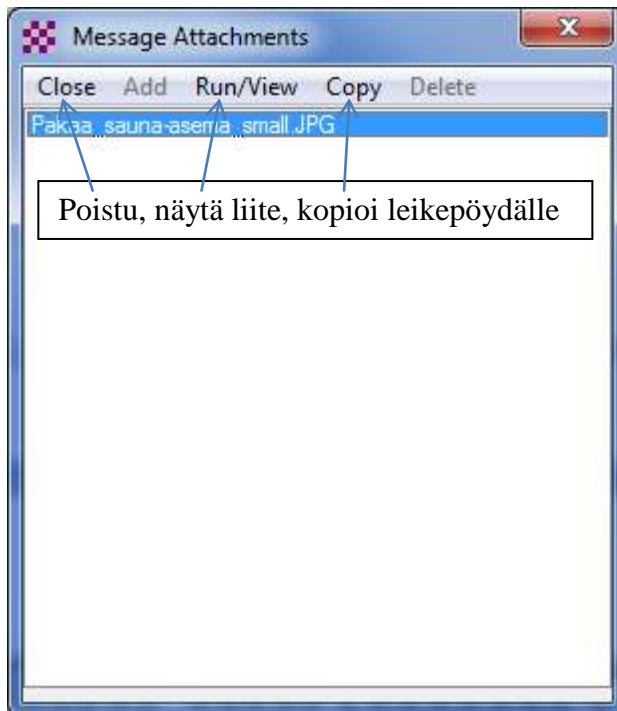 Message Attachments
Close Add Run/View Copy Delete
Pakaa_sauna-asema_small.JPG
Poistu, näytä liite, kopioi leikepöydälle